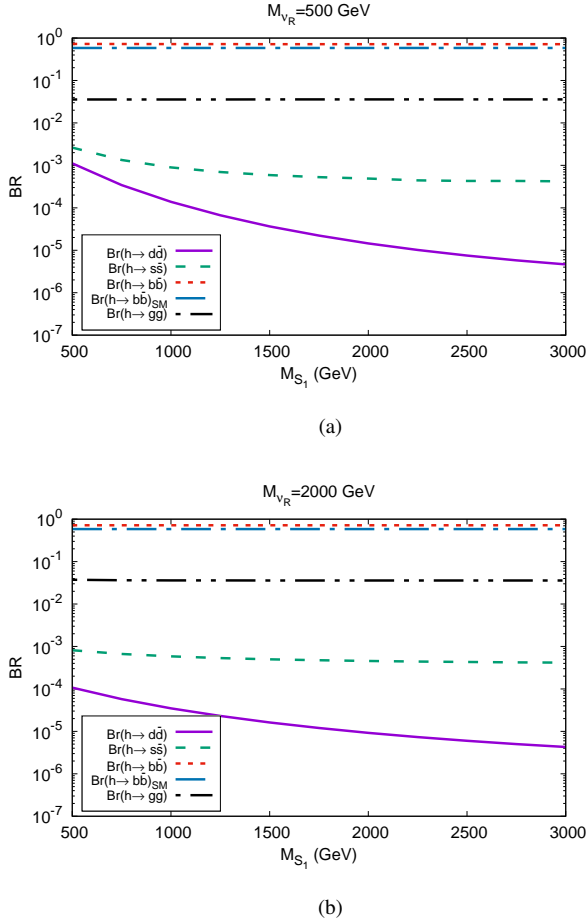 M_{ν_R}=500 GeV
10^0
10^-1
10^-2
10^-3
10^-4
10^-5
10^-6
10^-7
BR
Br(h→ dd̄)
Br(h→ ss̄)
Br(h→ bb̄)
Br(h→ bb̄)_SM
Br(h→ gg)
500 1000 1500 2000 2500 3000
M_{S_1} (GeV)
(a)
M_{ν_R}=2000 GeV
10^0
10^-1
10^-2
10^-3
10^-4
10^-5
10^-6
10^-7
BR
Br(h→ dd̄)
Br(h→ ss̄)
Br(h→ bb̄)
Br(h→ bb̄)_SM
Br(h→ gg)
500 1000 1500 2000 2500 3000
M_{S_1} (GeV)
(b)